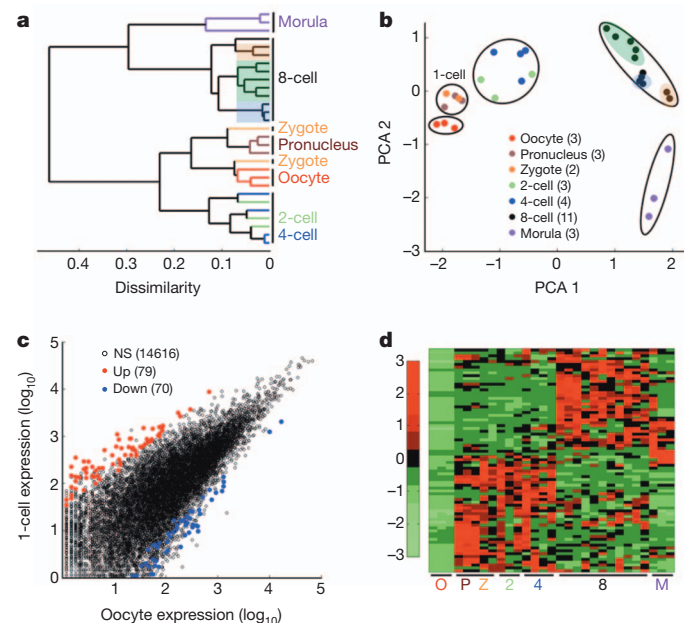 a
Morula
8-cell
Zygote
Pronucleus
Zygote
Oocyte
2-cell
4-cell
0.4 0.3 0.2 0.1 0
Dissimilarity
b
PCA 2
1
0
−1
−2
−3
1-cell
Oocyte (3)
Pronucleus (3)
Zygote (2)
2-cell (3)
4-cell (4)
8-cell (11)
Morula (3)
−2 −1 0 1 2
PCA 1
c
1-cell expression (log10)
5
4
3
2
1
0
NS (14616)
Up (79)
Down (70)
0 1 2 3 4 5
Oocyte expression (log10)
d
3
2
1
0
−1
−2
−3
O P Z 2 4 8 M